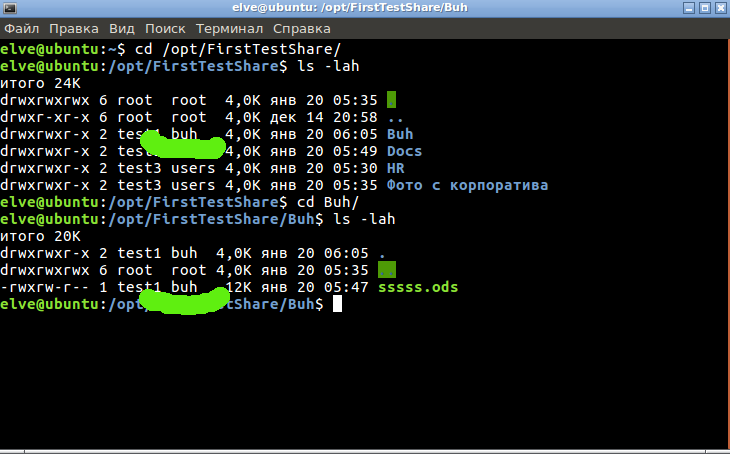 elve@ubuntu: /opt/FirstTestShare/Buh
Файл Правка Вид Поиск Терминал Справка
elve@ubuntu:~$ cd /opt/FirstTestShare/
elve@ubuntu:/opt/FirstTestShare$ ls -lah
итого 24K
drwxrwxrwx 6 root  root  4,0K янв 20 05:35 .
drwxr-xr-x 6 root  root  4,0K дек 14 20:58 ..
drwxrwxr-x 2 test1 buh   4,0K янв 20 06:05 Buh
drwxrwxr-x 2 4,0K янв 20 05:49 Docs
drwxrwxr-x 2 test3 users 4,0K янв 20 05:30 HR
drwxrwxr-x 2 test3 users 4,0K янв 20 05:35 Фото с корпоратива
elve@ubuntu:/opt/FirstTestShare$ cd Buh/
elve@ubuntu:/opt/FirstTestShare/Buh$ ls -lah
итого 20K
drwxrwxr-x 2 test1 buh  4,0K янв 20 06:05 .
drwxrwxrwx 6 root  root 4,0K янв 20 05:35 ..
-rwxrw-r-- 1 test1 buh   12K янв 20 05:47 sssss.ods
elve@ubuntu:/opt/FirstTestShare/Buh$